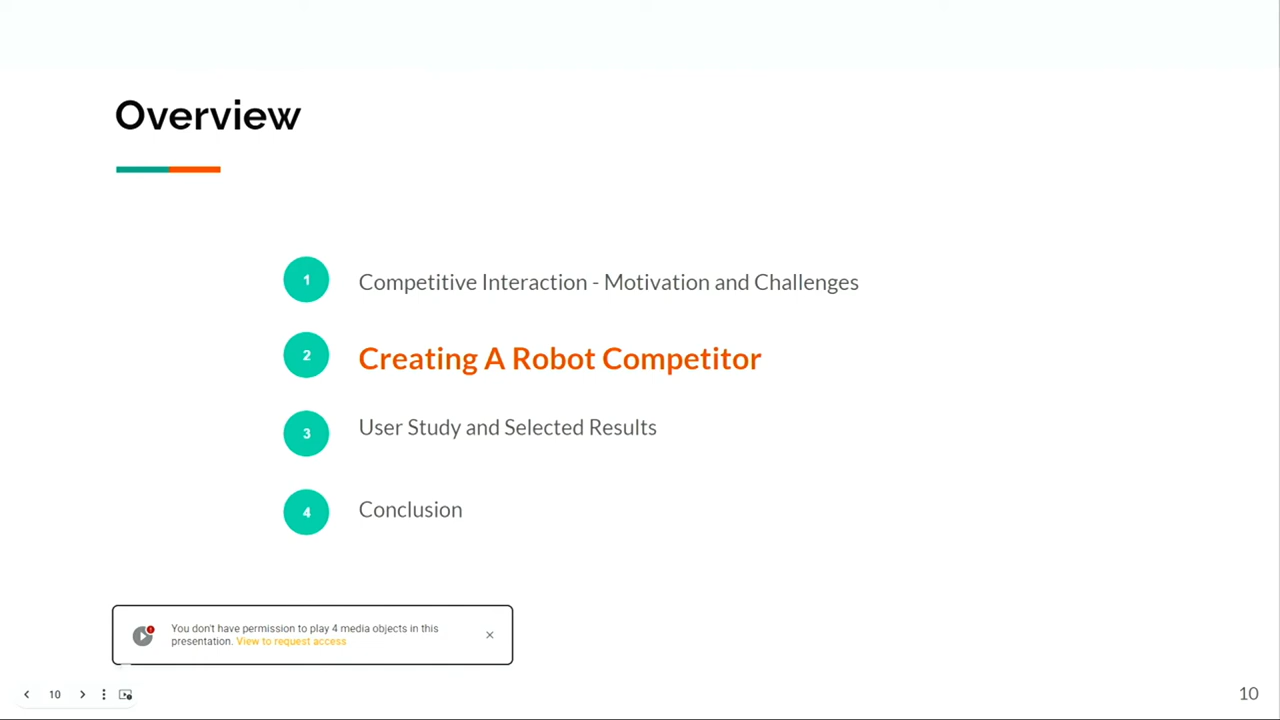 Overview
1
Competitive Interaction - Motivation and Challenges
2
Creating A Robot Competitor
3
User Study and Selected Results
4
Conclusion
You don't have permission to play 4 media objects in this
presentation. View to request access
10
10